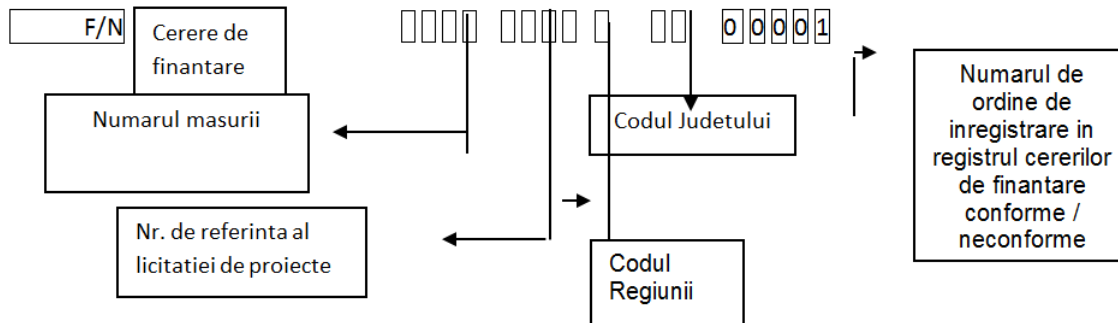 F/N
0 0 0 0 1
Cerere de
finantare
Numarul masurii
Codul Judetului
Numarul de
ordine de
inregistrare in
registrul cererilor
de finantare
conforme /
neconforme
Nr. de referinta al
licitatiei de proiecte
Codul
Regiunii